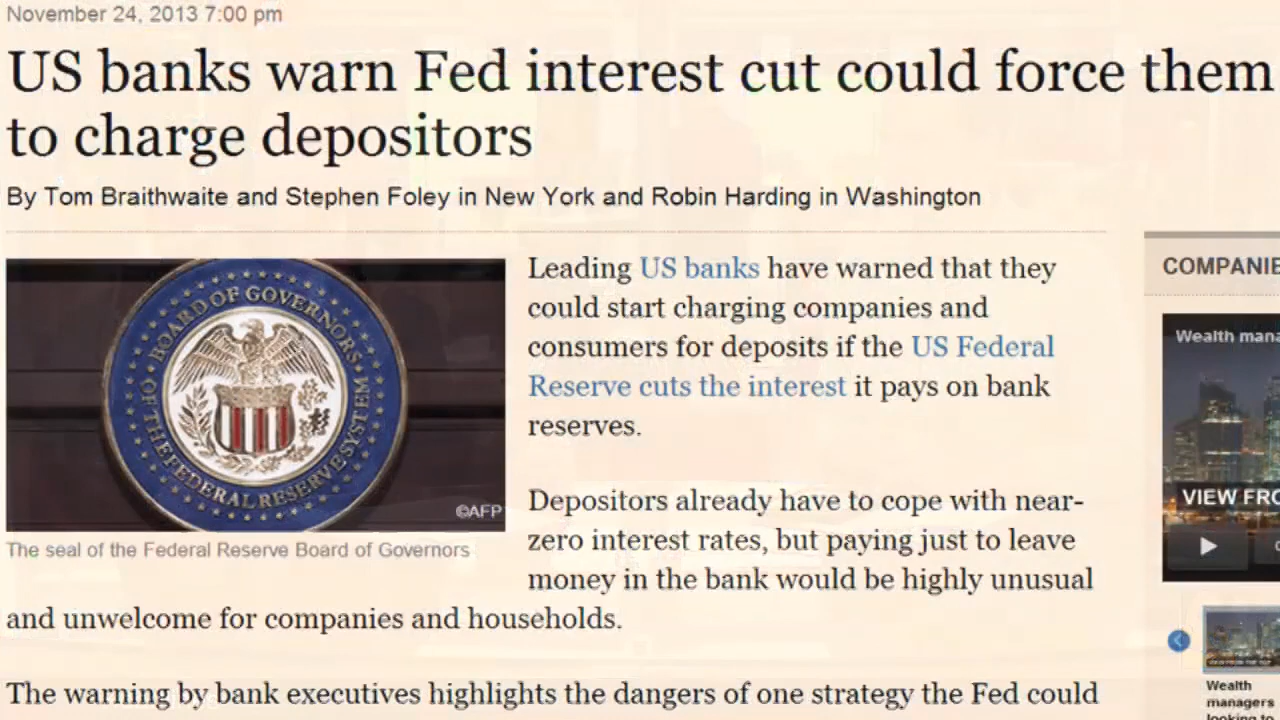 November 24, 2013 7:00 pm
US banks warn Fed interest cut could force them
to charge depositors
By Tom Braithwaite and Stephen Foley in New York and Robin Harding in Washington
BOARD OF GOVERNORS
OF THE FEDERAL RESERVE SYSTEM
©AFP
The seal of the Federal Reserve Board of Governors
Leading US banks have warned that they
could start charging companies and
consumers for deposits if the US Federal
Reserve cuts the interest it pays on bank
reserves.
Depositors already have to cope with near-
zero interest rates, but paying just to leave
money in the bank would be highly unusual
and unwelcome for companies and households.
The warning by bank executives highlights the dangers of one strategy the Fed could
COMPANIE
Wealth mana
VIEW FRO
Wealth
managers
looking to